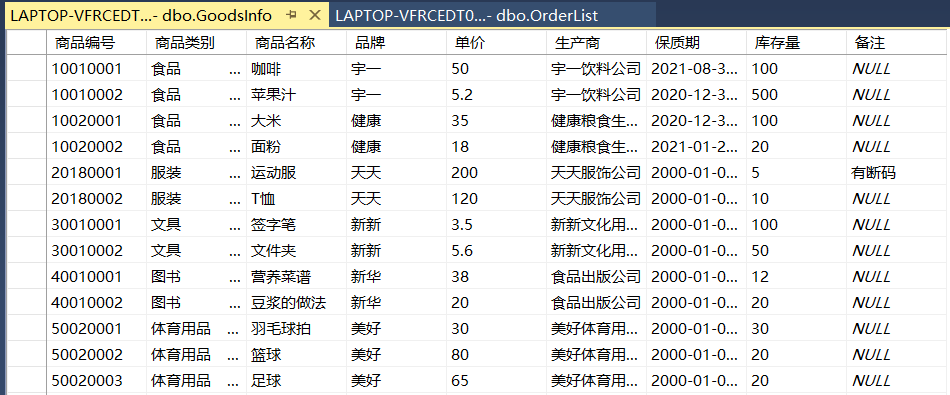 LAPTOP-VFRCEDT...- dbo.GoodsInfo LAPTOP-VFRCEDT0...- dbo.OrderList
商品编号 商品类别 商品名称 品牌 单价 生产商 保质期 库存量 备注
10010001 食品 ... 咖啡 宇一 50 宇一饮料公司 2021-08-3... 100 NULL
10010002 食品 ... 苹果汁 宇一 5.2 宇一饮料公司 2020-12-3... 500 NULL
10020001 食品 ... 大米 健康 35 健康粮食生... 2020-12-3... 100 NULL
10020002 食品 ... 面粉 健康 18 健康粮食生... 2021-01-2... 20 NULL
20180001 服装 ... 运动服 天天 200 天天服饰公司 2000-01-0... 5 有断码
20180002 服装 ... T恤 天天 120 天天服饰公司 2000-01-0... 10 NULL
30010001 文具 ... 签字笔 新新 3.5 新新文化用... 2000-01-0... 100 NULL
30010002 文具 ... 文件夹 新新 5.6 新新文化用... 2000-01-0... 50 NULL
40010001 图书 ... 营养菜谱 新华 38 食品出版公司 2000-01-0... 12 NULL
40010002 图书 ... 豆浆的做法 新华 20 食品出版公司 2000-01-0... 20 NULL
50020001 体育用品 ... 羽毛球拍 美好 30 美好体育用... 2000-01-0... 30 NULL
50020002 体育用品 ... 篮球 美好 80 美好体育用... 2000-01-0... 20 NULL
50020003 体育用品 ... 足球 美好 65 美好体育用... 2000-01-0... 20 NULL